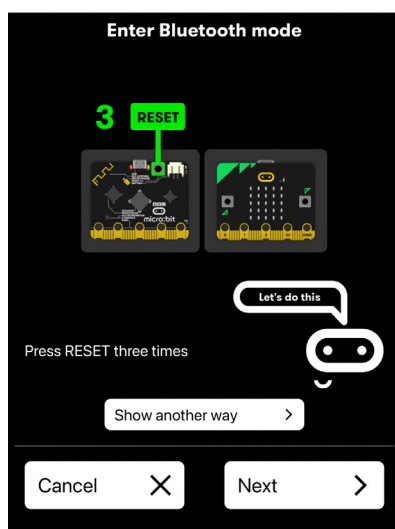 Enter Bluetooth mode
3 RESET
micro:bit
Let's do this
Press RESET three times
Show another way
Cancel
Next